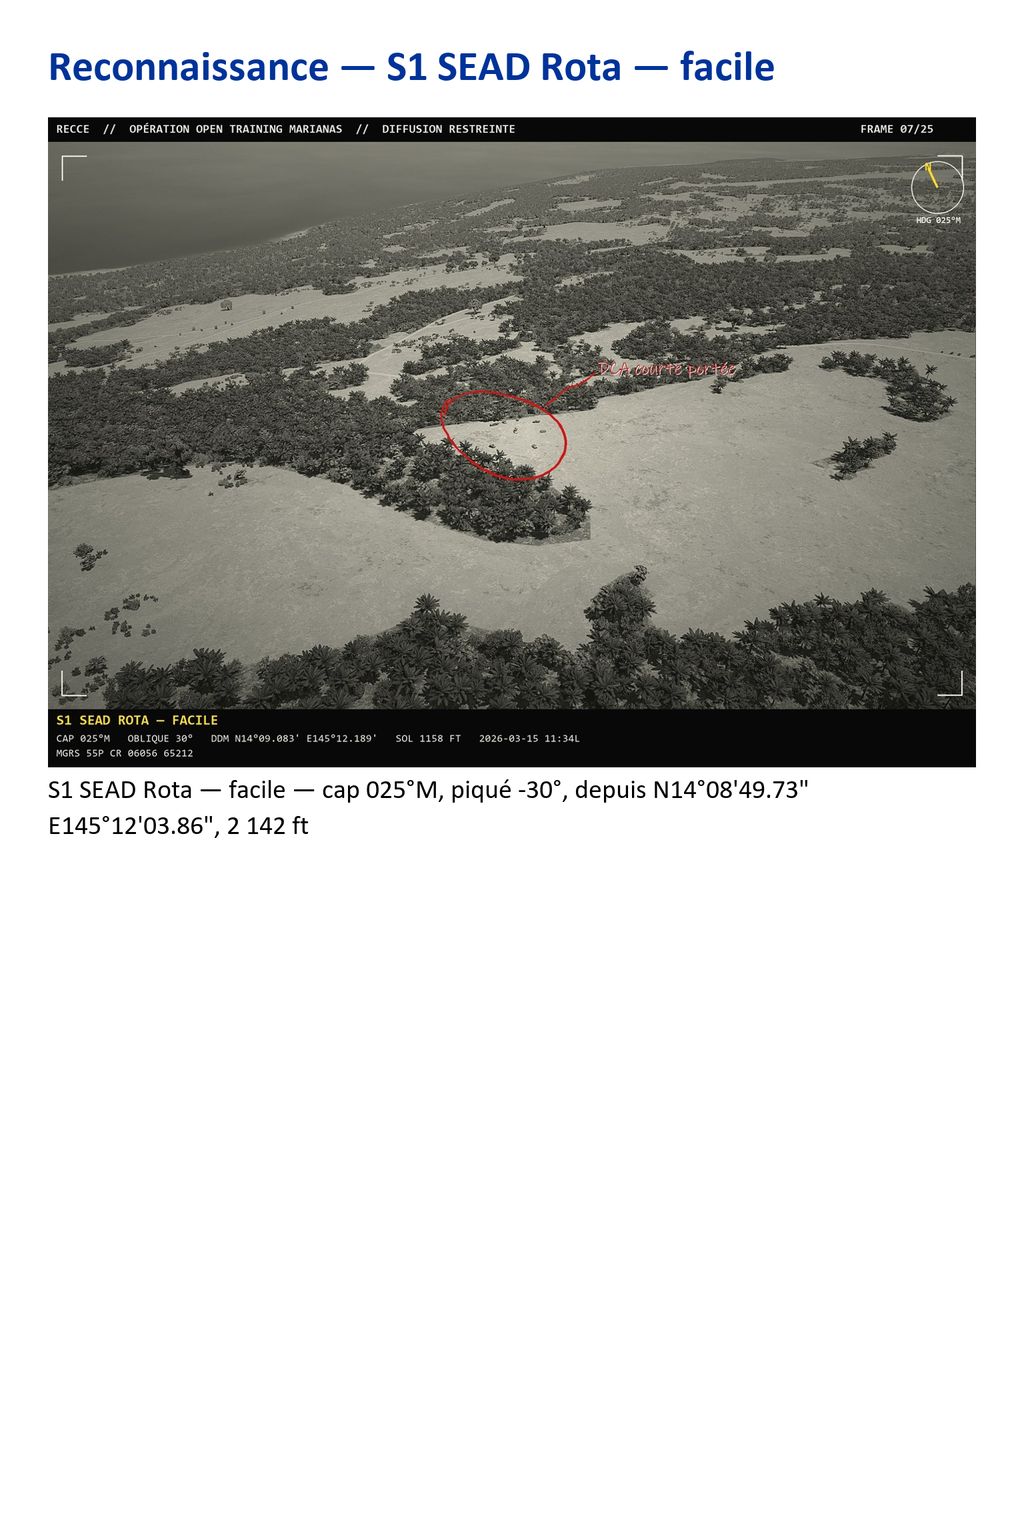 Reconnaissance — S1 SEAD Rota — facile
RECCE // OPÉRATION OPEN TRAINING MARIANAS // DIFFUSION RESTREINTE
FRAME 07/25
N
HDG 025°M
DCA courte portée
S1 SEAD ROTA — FACILE
CAP 025°M OBLIQUE 30° DDM N14°09.083' E145°12.189' SOL 1158 FT 2026-03-15 11:34L
MGRS 55P CR 06056 65212
S1 SEAD Rota — facile — cap 025°M, piqué -30°, depuis N14°08'49.73"
E145°12'03.86", 2 142 ft